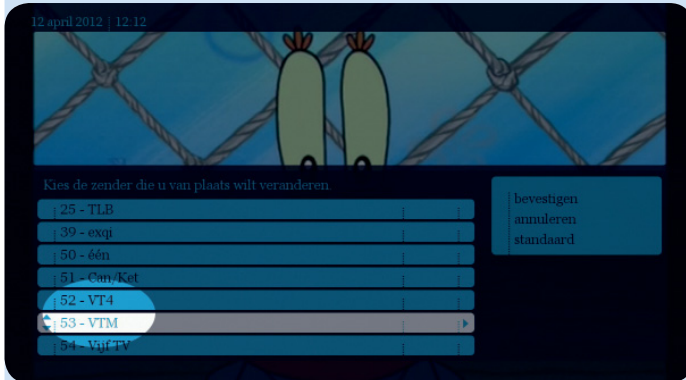 12 april 2012 | 12:12
Kies de zender die u van plaats wilt veranderen.
25 - TLB
39 - exqi
50 - één
51 - Can/Ket
52 - VT4
53 - VTM
54 - Vijf TV
bevestigen
annuleren
standaard